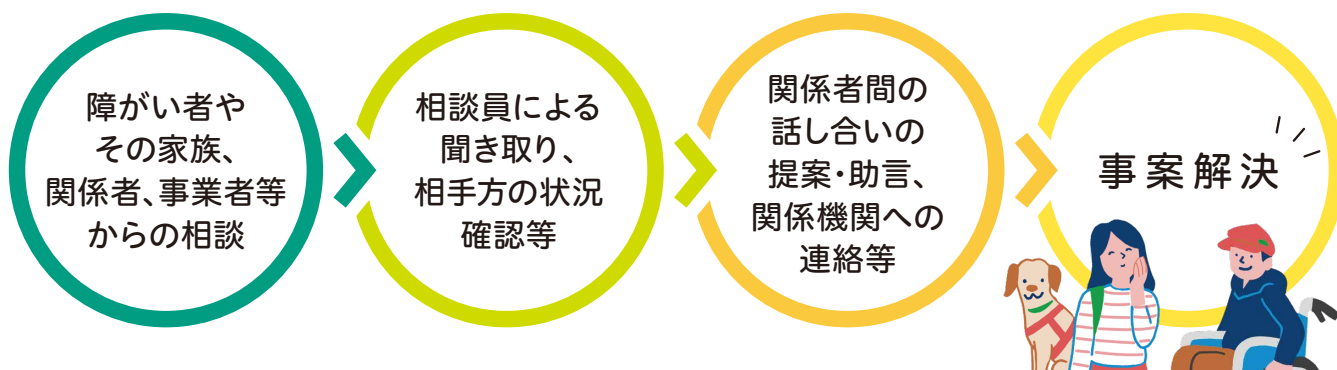 障がい者や
その家族、
関係者、事業者等
からの相談
相談員による
聞き取り、
相手方の状況
確認等
関係者間の
話し合いの
提案・助言、
関係機関への
連絡等
事案解決